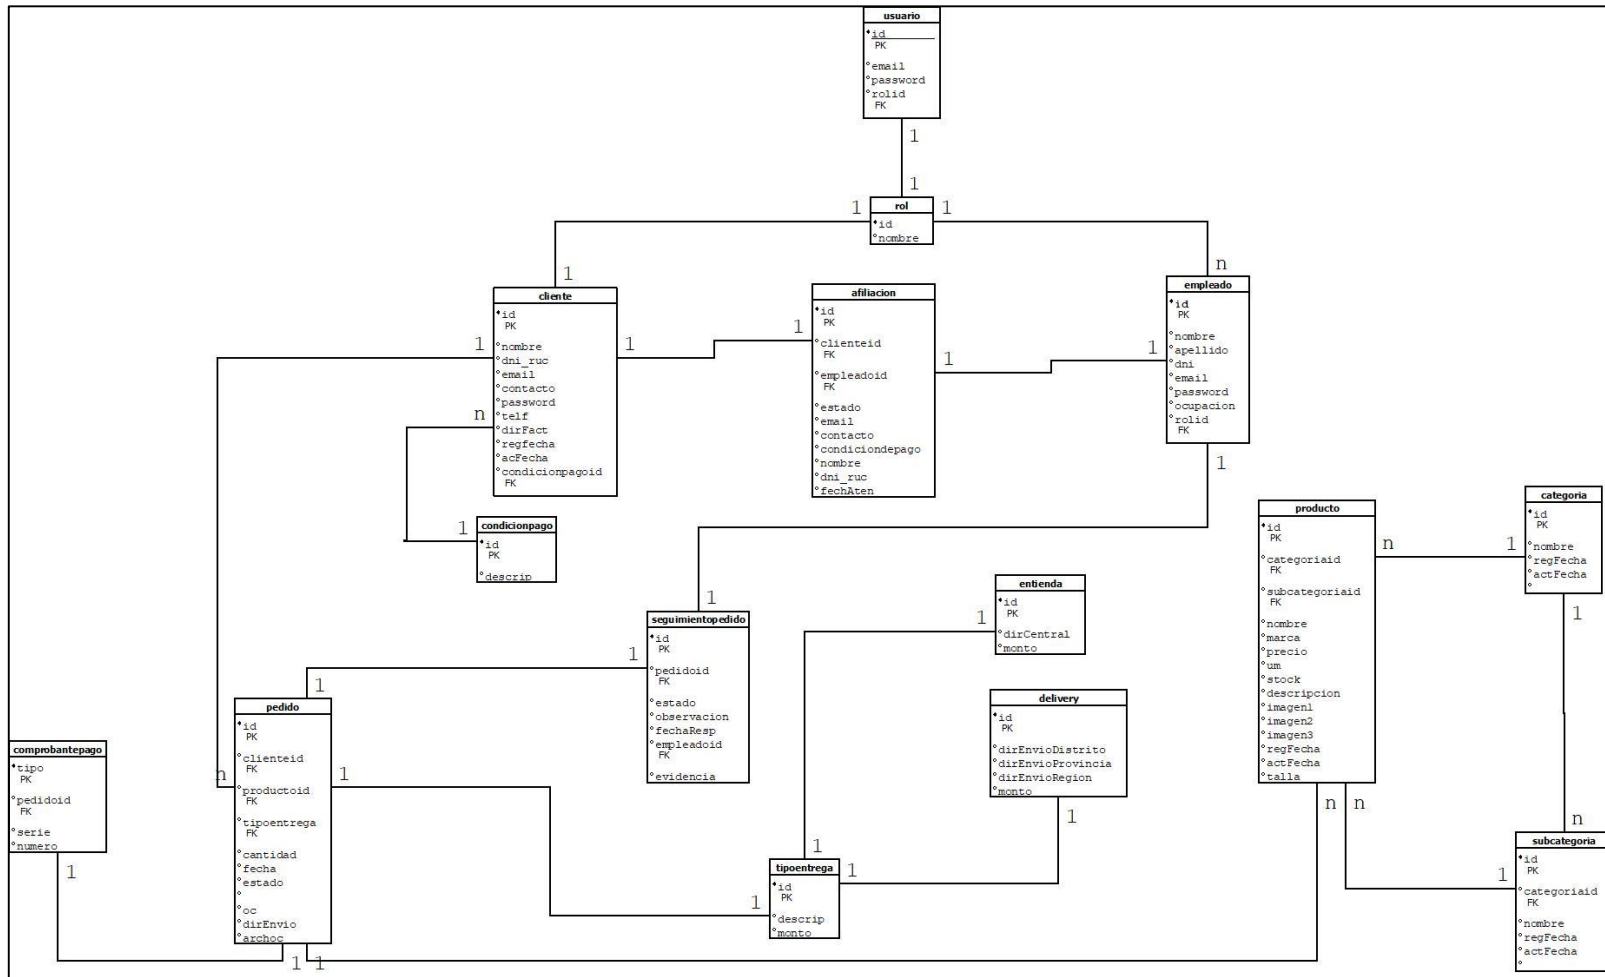 usuario
id
PK
email
password
rolid
FK
1
1
rol
id
nombre
1
1
1
n
cliente
id
PK
nombre
dni_ruc
email
contacto
password
telf
dirFact
regfecha
acFecha
condicionpagoid
FK
1
n
1
afiliacion
id
PK
clienteid
FK
empleadoid
FK
estado
email
contacto
condiciondepago
nombre
dni_ruc
fechAten
1
1
empleado
id
PK
nombre
apellido
dni
email
password
ocupacion
rolid
FK
1
1
condicionpago
id
PK
descrip
1
producto
id
PK
categoriaid
FK
subcategoriaid
FK
nombre
marca
precio
um
stock
descripcion
imagen1
imagen2
imagen3
regFecha
actFecha
talla
n
n
n
categoria
id
PK
nombre
regFecha
actFecha
1
1
entienda
id
PK
dirCentral
monto
1
seguimientopedido
id
PK
pedidoid
FK
estado
observacion
fechaResp
empleadoid
FK
evidencia
1
1
delivery
id
PK
dirEnvioDistrito
dirEnvioProvincia
dirEnvioRegion
monto
1
pedido
id
PK
clienteid
FK
productoid
FK
tipoentrega
FK
cantidad
fecha
estado
oc
dirEnvio
archoc
1
n
1
1
1
comprobantepago
tipo
PK
pedidoid
FK
serie
numero
1
tipoentrega
id
PK
descrip
monto
1
1
1
subcategoria
id
PK
categoriaid
FK
nombre
regFecha
actFecha
n
1